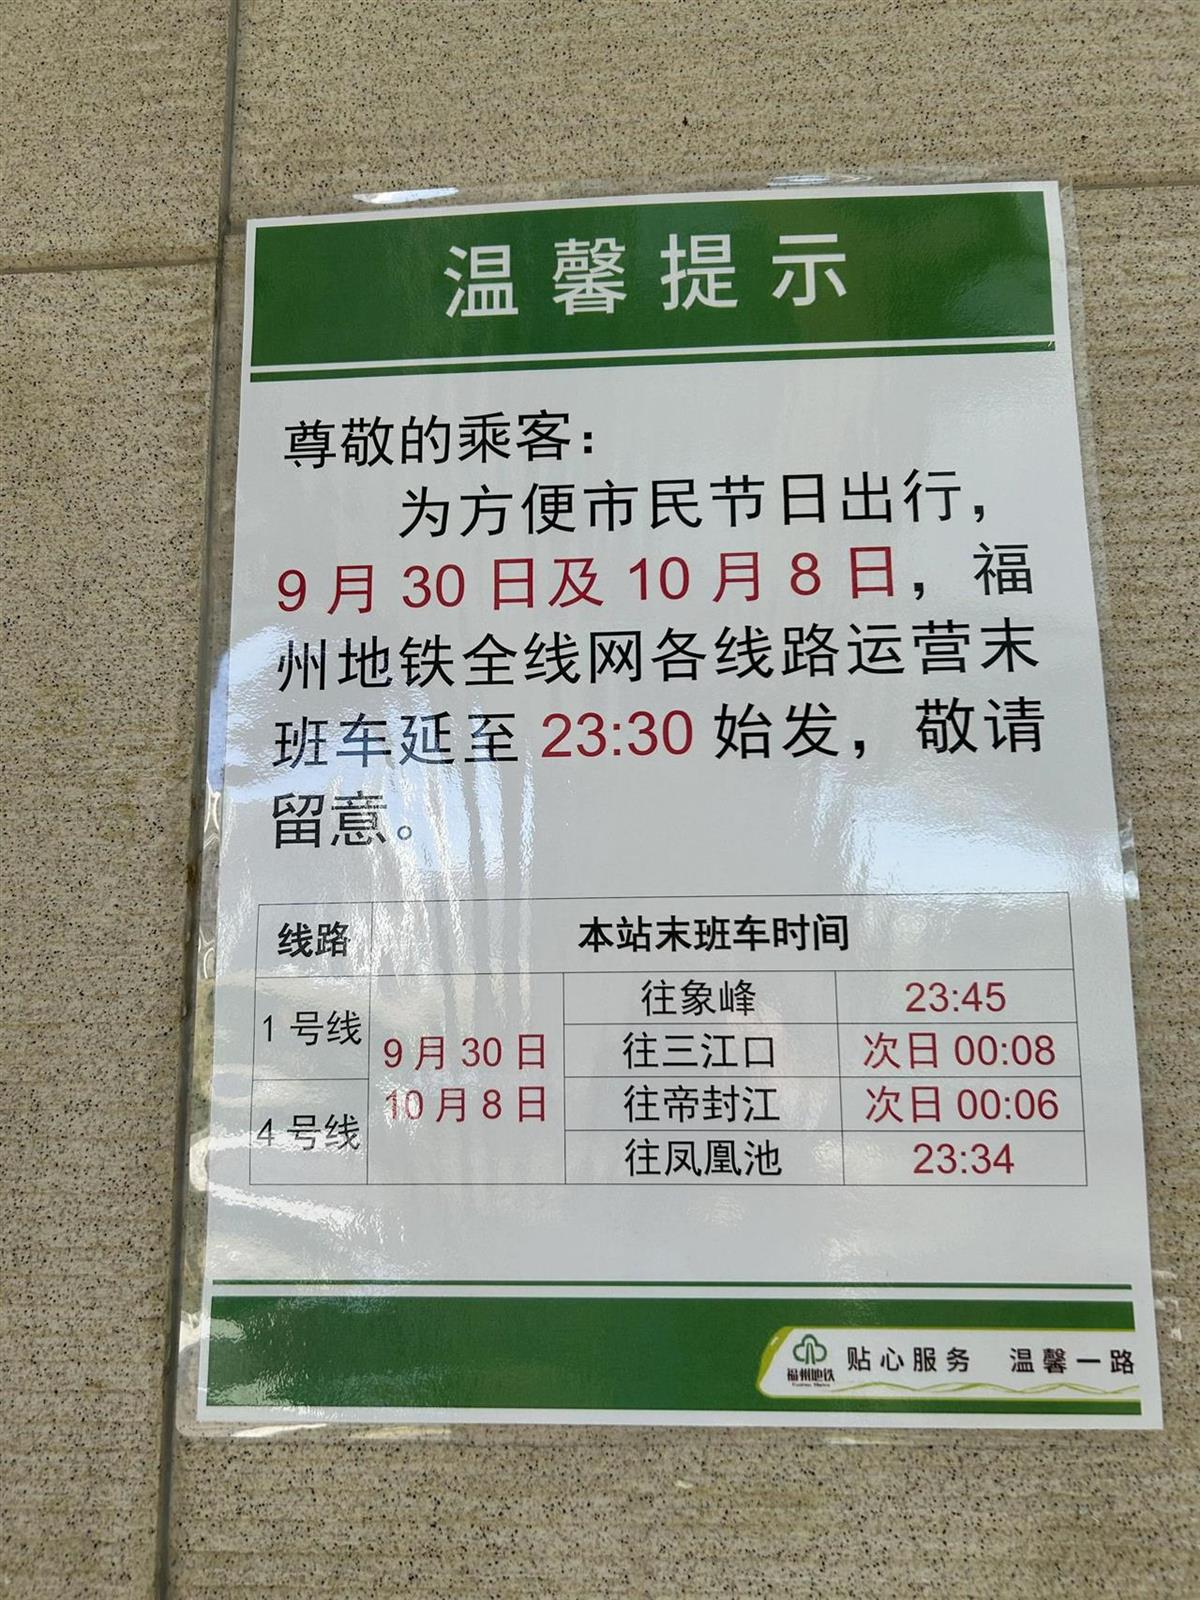 温馨提示
尊敬的乘客：
为方便市民节日出行，
9月30日及10月8日，福
州地铁全线网各线路运营末
班车延至23:30始发，敬请
留意。
线路 本站末班车时间
1号线 9月30日 10月8日 往象峰 23:45
往三江口 次日00:08
4号线 往帝封江 次日00:06
往凤凰池 23:34
福州地铁 贴心服务 温馨一路